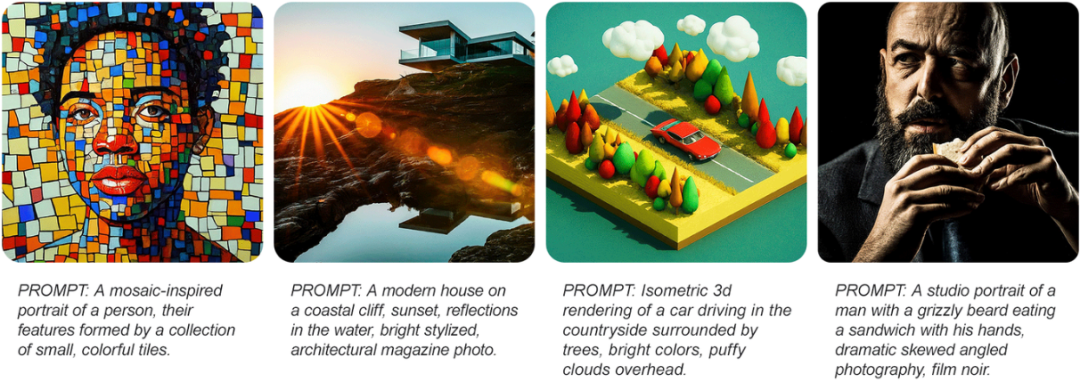 PROMPT: A mosaic-inspired
portrait of a person, their
features formed by a collection
of small, colorful tiles.
PROMPT: A modern house on
a coastal cliff, sunset, reflections
in the water, bright stylized,
architectural magazine photo.
PROMPT: Isometric 3d
rendering of a car driving in the
countryside surrounded by
trees, bright colors, puffy
clouds overhead.
PROMPT: A studio portrait of a
man with a grizzly beard eating
a sandwich with his hands,
dramatic skewed angled
photography, film noir.